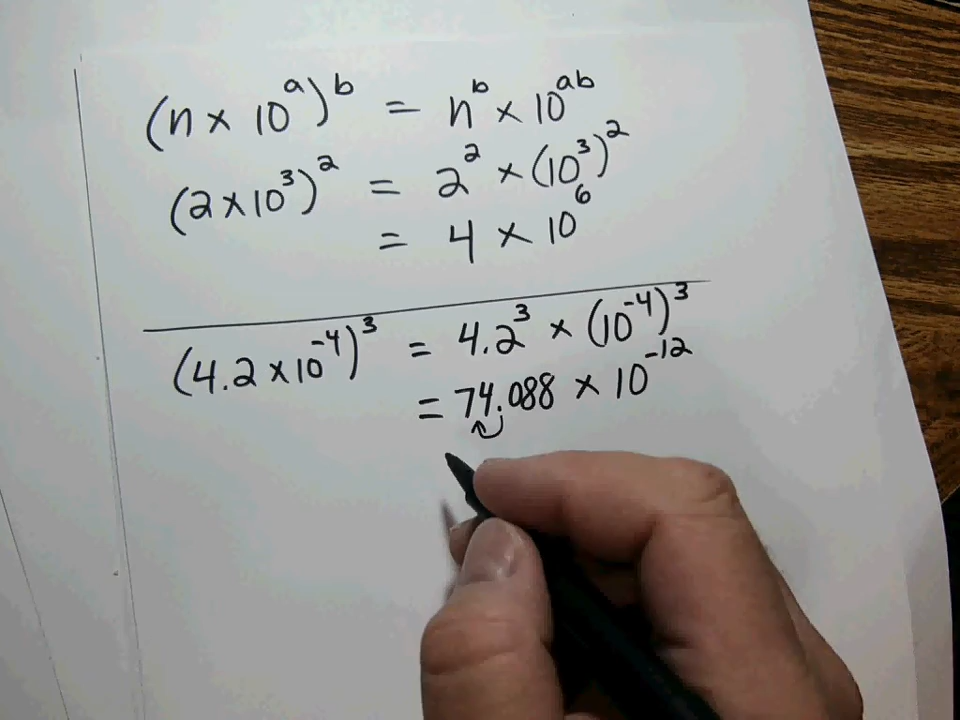 (n × 10^a)^b = n^b × 10^ab
(2 × 10^3)^2 = 2^2 × (10^3)^2
= 4 × 10^6
(4.2 × 10^-4)^3 = 4.2^3 × (10^-4)^3
= 74.088 × 10^-12